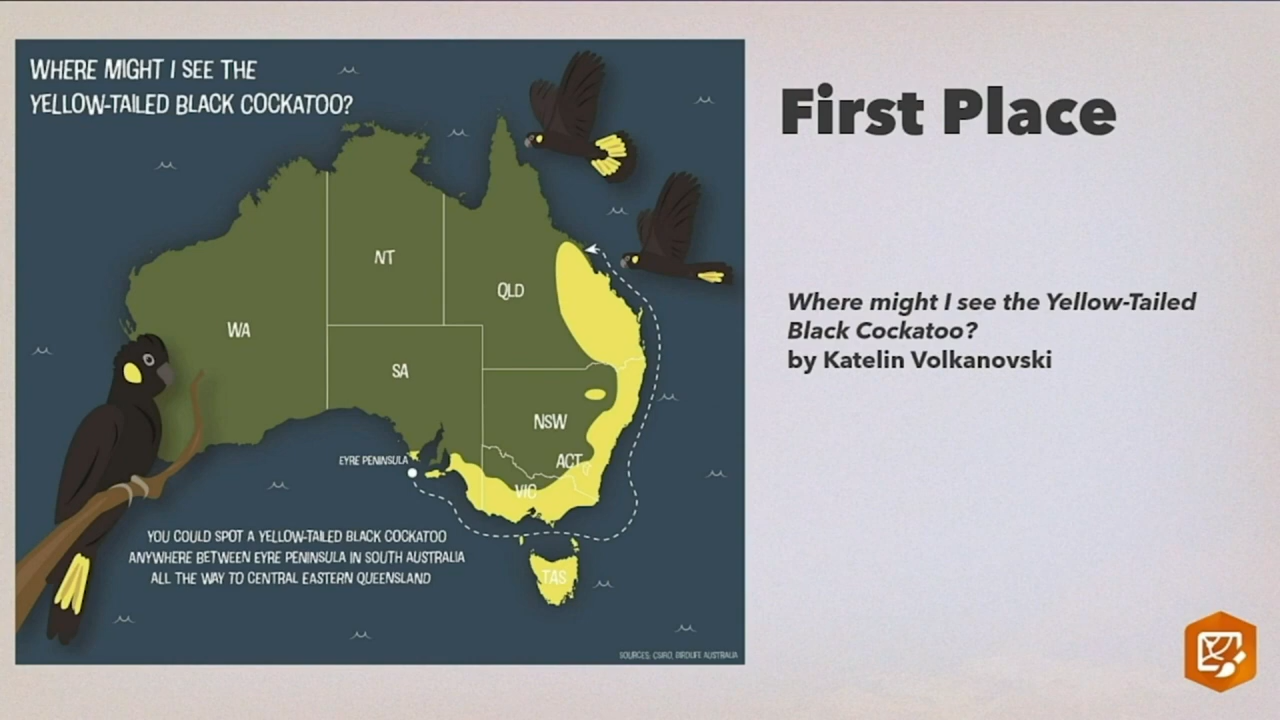 WHERE MIGHT I SEE THE
YELLOW-TAILED BLACK COCKATOO?
NT
QLD
WA
SA
NSW
ACT
EYRE PENINSULA
VIC
YOU COULD SPOT A YELLOW-TAILED BLACK COCKATOO
ANYWHERE BETWEEN EYRE PENINSULA IN SOUTH AUSTRALIA
ALL THE WAY TO CENTRAL EASTERN QUEENSLAND
TAS
SOURCES: CSIRO, BIRDLIFE AUSTRALIA
First Place
Where might I see the Yellow-Tailed
Black Cockatoo?
by Katelin Volkanovski